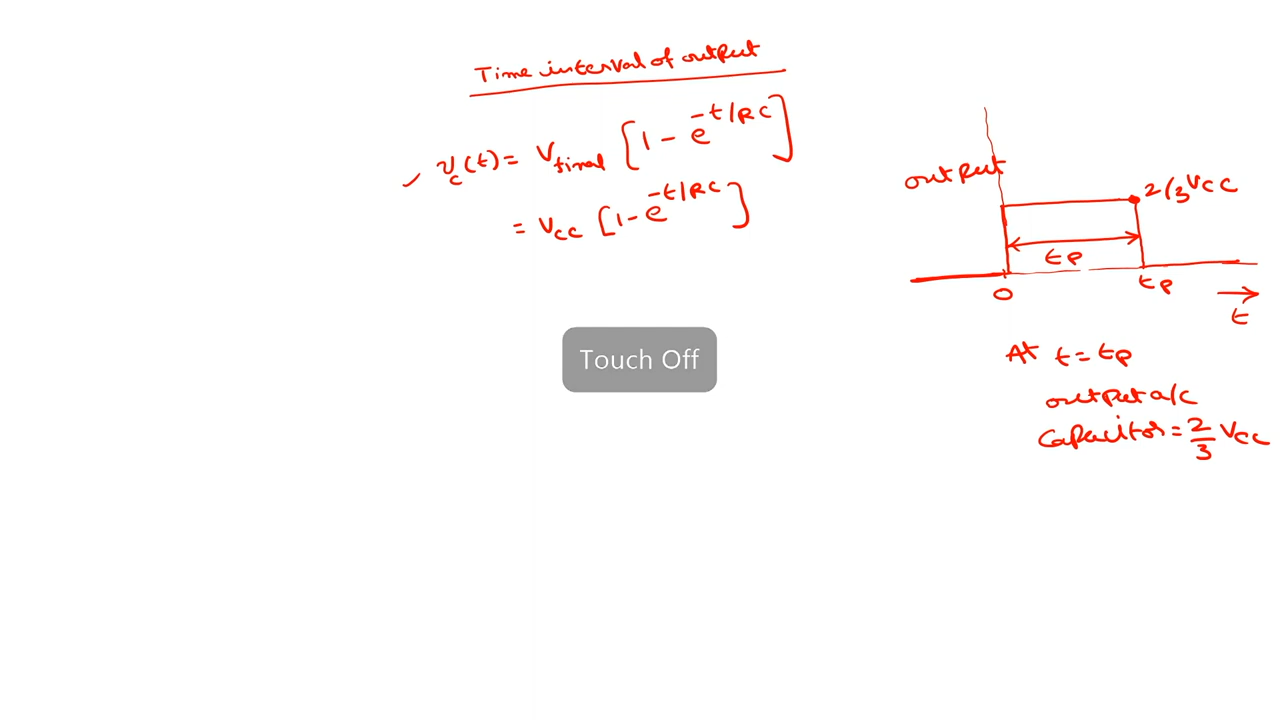 Time interval of output
✓ v_c(t) = V_final [1 - e^{-t/RC}]
= V_CC [1 - e^{-t/RC}]
output
2/3 VCC
tp
0
tp
t
Touch Off
At t = tp
output a/c
Capacitor = 2/3 VCC